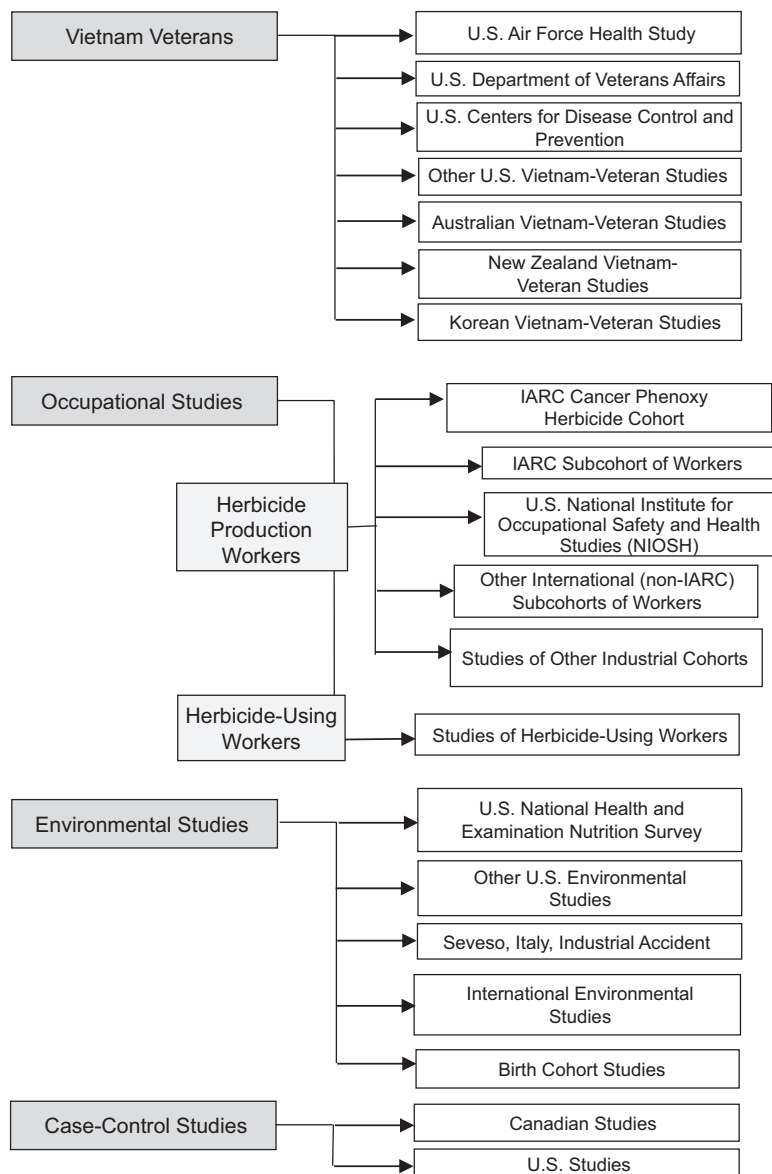 Vietnam Veterans
U.S. Air Force Health Study
U.S. Department of Veterans Affairs
U.S. Centers for Disease Control and
Prevention
Other U.S. Vietnam-Veteran Studies
Australian Vietnam-Veteran Studies
New Zealand Vietnam-
Veteran Studies
Korean Vietnam-Veteran Studies
Occupational Studies
Herbicide
Production
Workers
IARC Cancer Phenoxy
Herbicide Cohort
IARC Subcohort of Workers
U.S. National Institute for
Occupational Safety and Health
Studies (NIOSH)
Other International (non-IARC)
Subcohorts of Workers
Studies of Other Industrial Cohorts
Herbicide-Using
Workers
Studies of Herbicide-Using Workers
Environmental Studies
U.S. National Health and
Examination Nutrition Survey
Other U.S. Environmental
Studies
Seveso, Italy, Industrial Accident
International Environmental
Studies
Birth Cohort Studies
Case-Control Studies
Canadian Studies
U.S. Studies